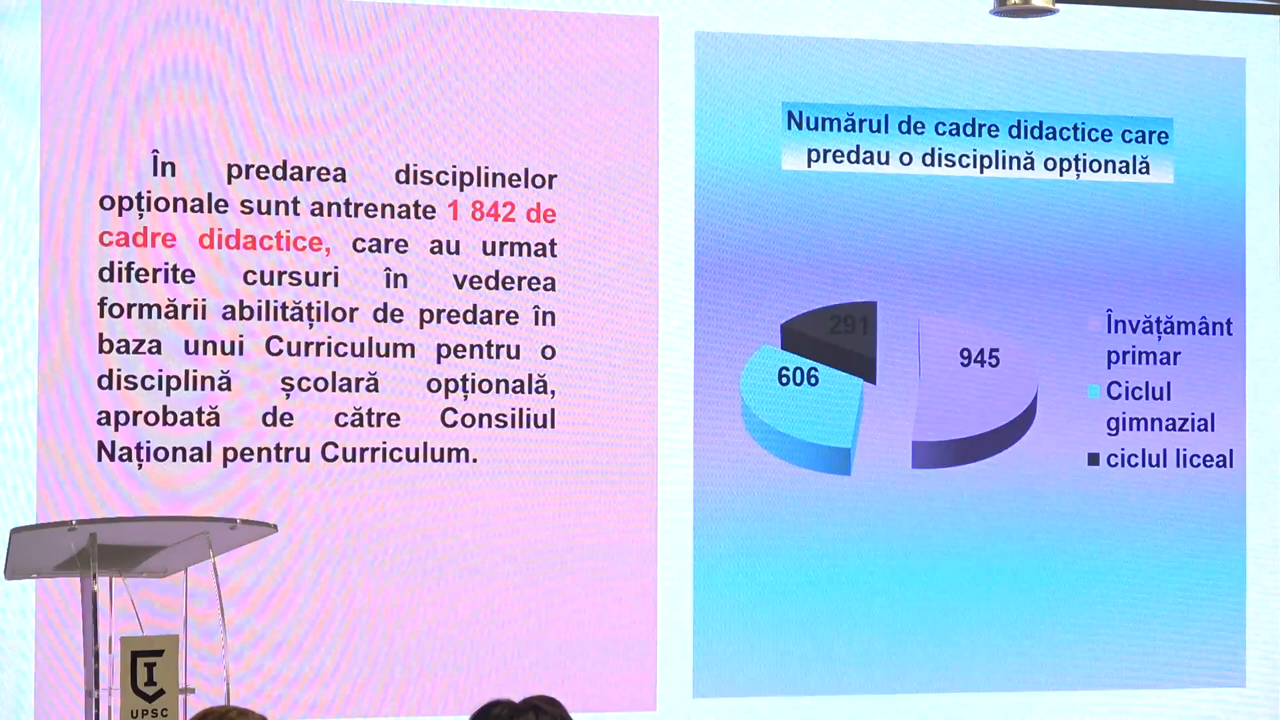 În predarea disciplinelor
opționale sunt antrenate 1 842 de
cadre didactice, care au urmat
diferite cursuri în vederea
formării abilităților de predare în
baza unui Curriculum pentru o
disciplină școlară opțională,
aprobată de către Consiliul
Național pentru Curriculum.
Numărul de cadre didactice care
predau o disciplină opțională
291
606
945
Învățământ
primar
Ciclul
gimnazial
ciclul liceal
UPSC